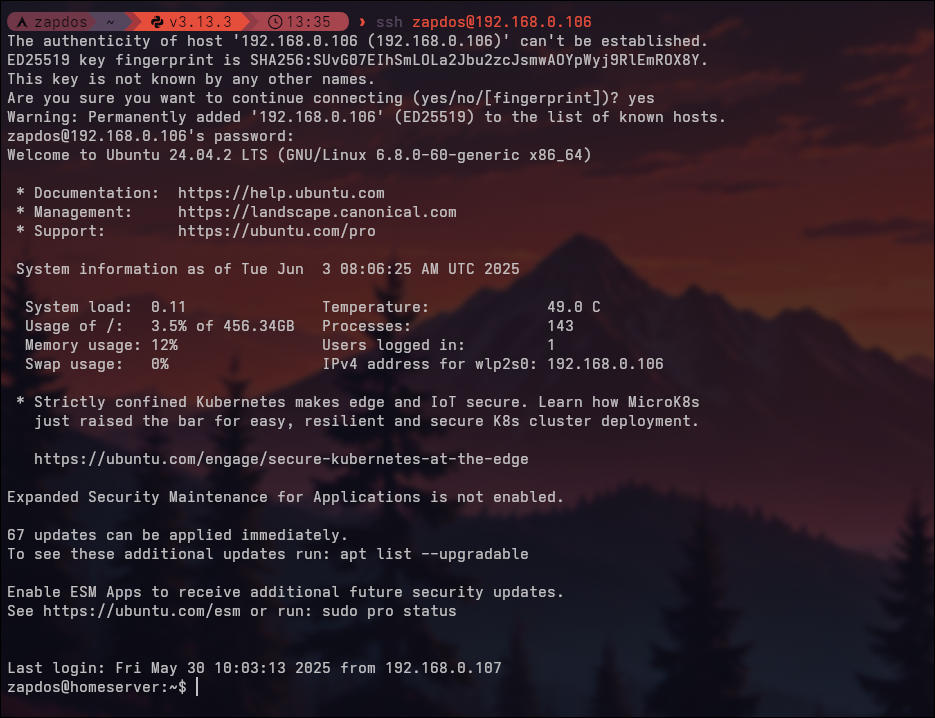 zapdos ~ v3.13.3 13:35 › ssh zapdos@192.168.0.106
The authenticity of host '192.168.0.106 (192.168.0.106)' can't be established.
ED25519 key fingerprint is SHA256:SUvG07EIhSmLOLa2Jbu2zcJsmwAOYpWyj9RlEmROX8Y.
This key is not known by any other names.
Are you sure you want to continue connecting (yes/no/[fingerprint])? yes
Warning: Permanently added '192.168.0.106' (ED25519) to the list of known hosts.
zapdos@192.168.0.106's password:
Welcome to Ubuntu 24.04.2 LTS (GNU/Linux 6.8.0-60-generic x86_64)

 * Documentation:  https://help.ubuntu.com
 * Management:     https://landscape.canonical.com
 * Support:        https://ubuntu.com/pro

 System information as of Tue Jun  3 08:06:25 AM UTC 2025

  System load:  0.11               Temperature:             49.0 C
  Usage of /:   3.5% of 456.34GB   Processes:               143
  Memory usage: 12%                Users logged in:         1
  Swap usage:   0%                 IPv4 address for wlp2s0: 192.168.0.106

 * Strictly confined Kubernetes makes edge and IoT secure. Learn how MicroK8s
   just raised the bar for easy, resilient and secure K8s cluster deployment.

   https://ubuntu.com/engage/secure-kubernetes-at-the-edge

Expanded Security Maintenance for Applications is not enabled.

67 updates can be applied immediately.
To see these additional updates run: apt list --upgradable

Enable ESM Apps to receive additional future security updates.
See https://ubuntu.com/esm or run: sudo pro status

Last login: Fri May 30 10:03:13 2025 from 192.168.0.107
zapdos@homeserver:~$